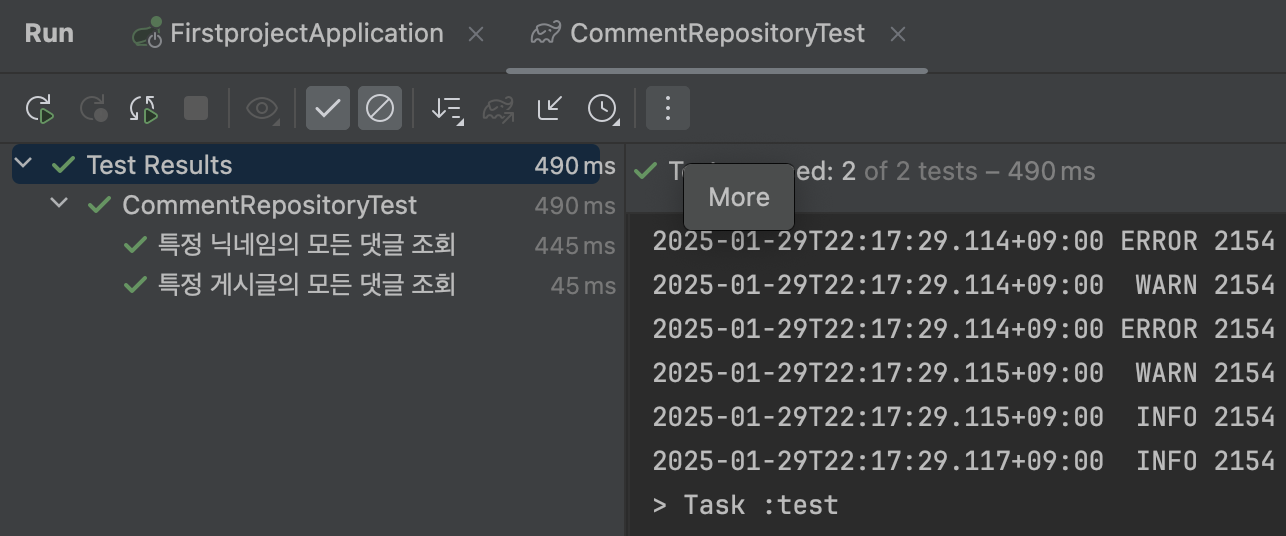 Run FirstprojectApplication CommentRepositoryTest
Test Results 490 ms
CommentRepositoryTest 490 ms
특정 닉네임의 모든 댓글 조회 445 ms
특정 게시글의 모든 댓글 조회 45 ms
2 of 2 tests – 490 ms
More
2025-01-29T22:17:29.114+09:00 ERROR 2154
2025-01-29T22:17:29.114+09:00 WARN 2154
2025-01-29T22:17:29.114+09:00 ERROR 2154
2025-01-29T22:17:29.115+09:00 WARN 2154
2025-01-29T22:17:29.115+09:00 INFO 2154
2025-01-29T22:17:29.117+09:00 INFO 2154
> Task :test